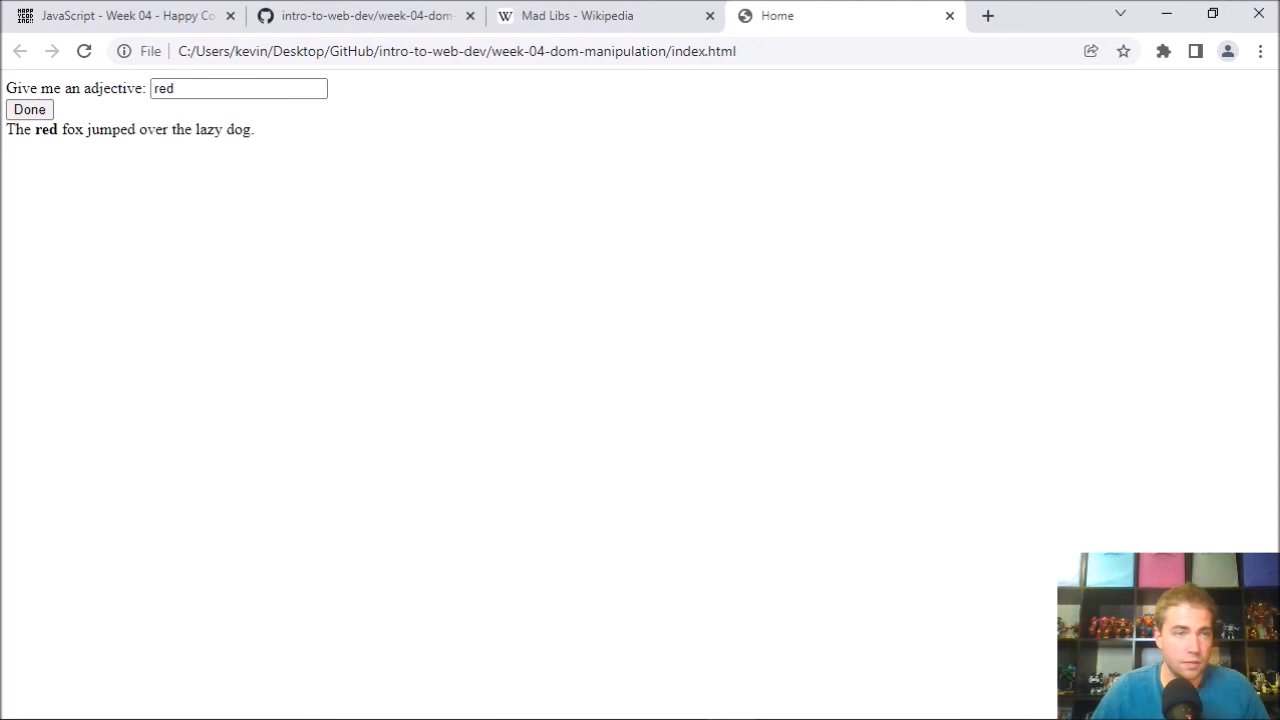 JavaScript - Week 04 - Happy Co
intro-to-web-dev/week-04-dom-
Mad Libs - Wikipedia
Home
File
C:/Users/kevin/Desktop/GitHub/intro-to-web-dev/week-04-dom-manipulation/index.html
Give me an adjective: red
Done
The red fox jumped over the lazy dog.